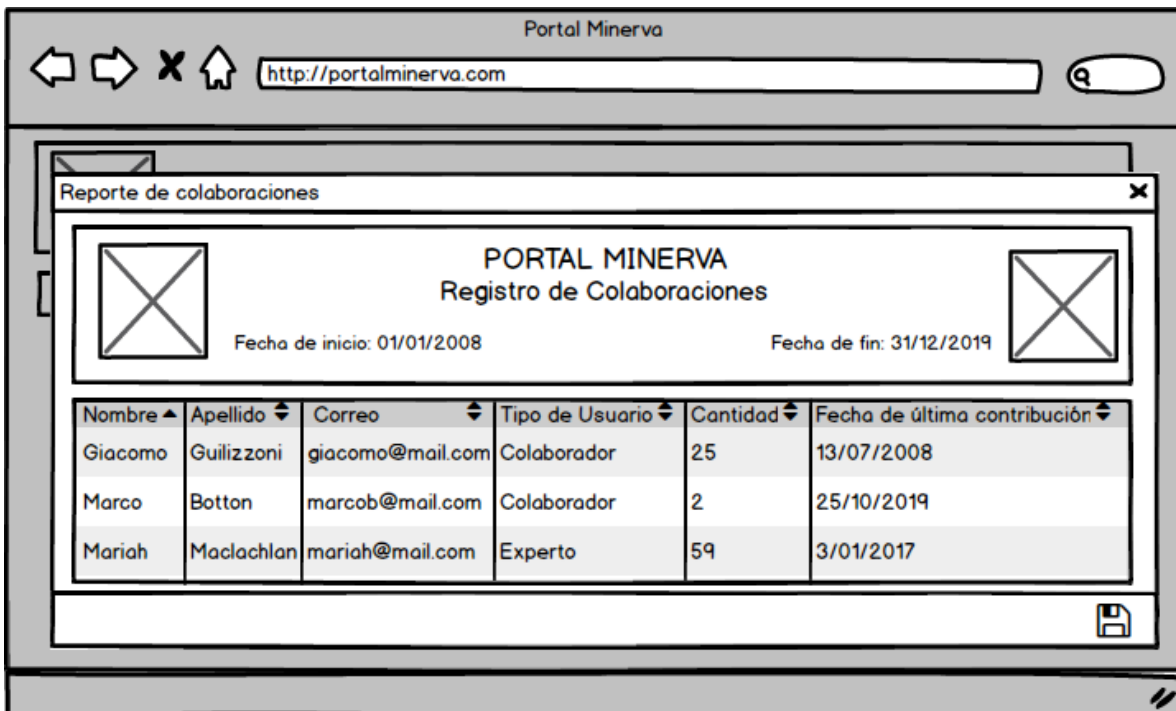 Portal Minerva
http://portalminerva.com
Reporte de colaboraciones
PORTAL MINERVA
Registro de Colaboraciones
Fecha de inicio: 01/01/2008 Fecha de fin: 31/12/2019
Nombre Apellido Correo Tipo de Usuario Cantidad Fecha de última contribución
Giacomo Guilizzoni giacomo@mail.com Colaborador 25 13/07/2008
Marco Botton marcob@mail.com Colaborador 2 25/10/2019
Mariah Maclachlan mariah@mail.com Experto 59 3/01/2017